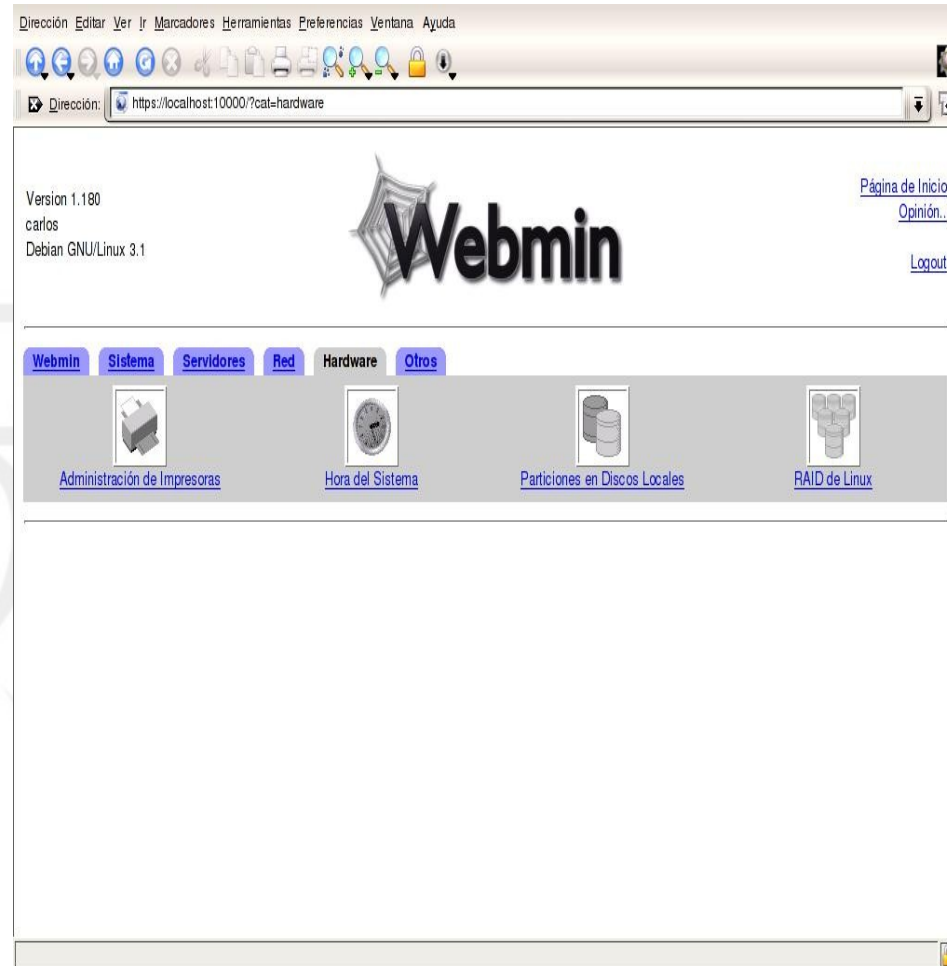 Dirección Editar Ver Ir Marcadores Herramientas Preferencias Ventana Ayuda
Dirección: https://localhost:10000/?cat=hardware
Version 1.180
carlos
Debian GNU/Linux 3.1
Webmin
Página de Inicio
Opinión..
Logout
Webmin Sistema Servidores Red Hardware Otros
Administración de Impresoras Hora del Sistema Particiones en Discos Locales RAID de Linux